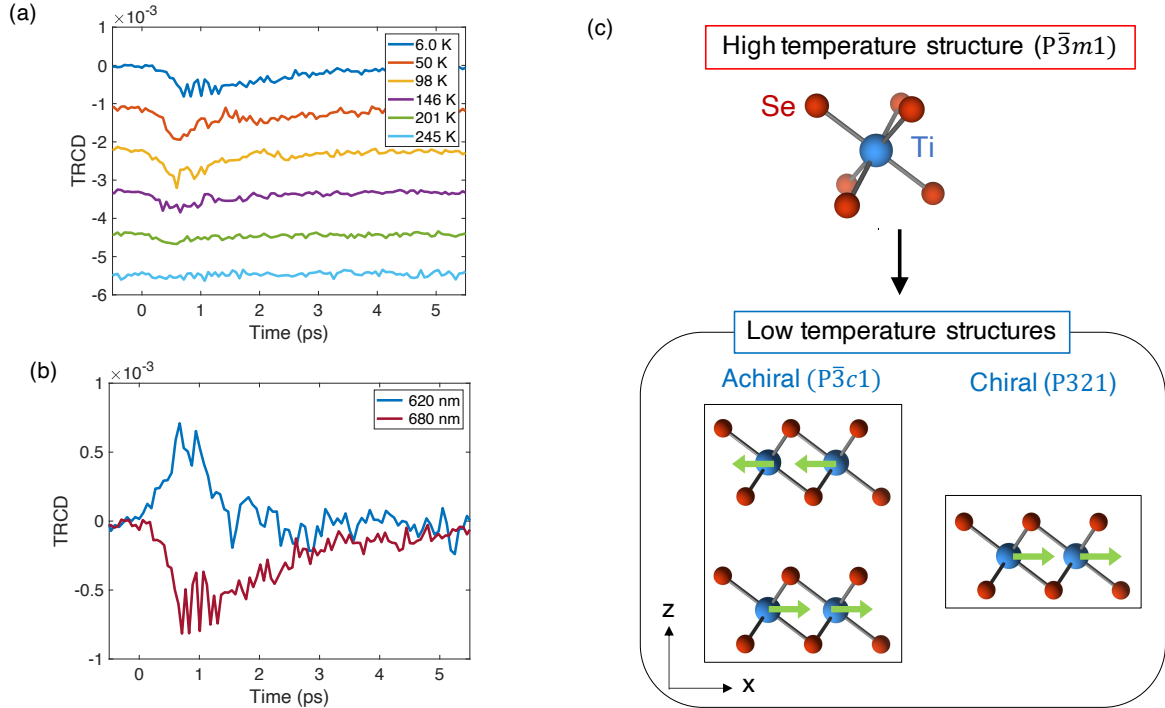 (a)
×10⁻³
1
0
-1
-2
-3
-4
-5
-6
TRCD
6.0 K
50 K
98 K
146 K
201 K
245 K
0 1 2 3 4 5
Time (ps)
(b)
×10⁻³
1
0.5
0
-0.5
-1
TRCD
620 nm
680 nm
0 1 2 3 4 5
Time (ps)
(c)
High temperature structure (P3̅m1)
Se
Ti
Low temperature structures
Achiral (P3̅c1)
Chiral (P321)
z
x